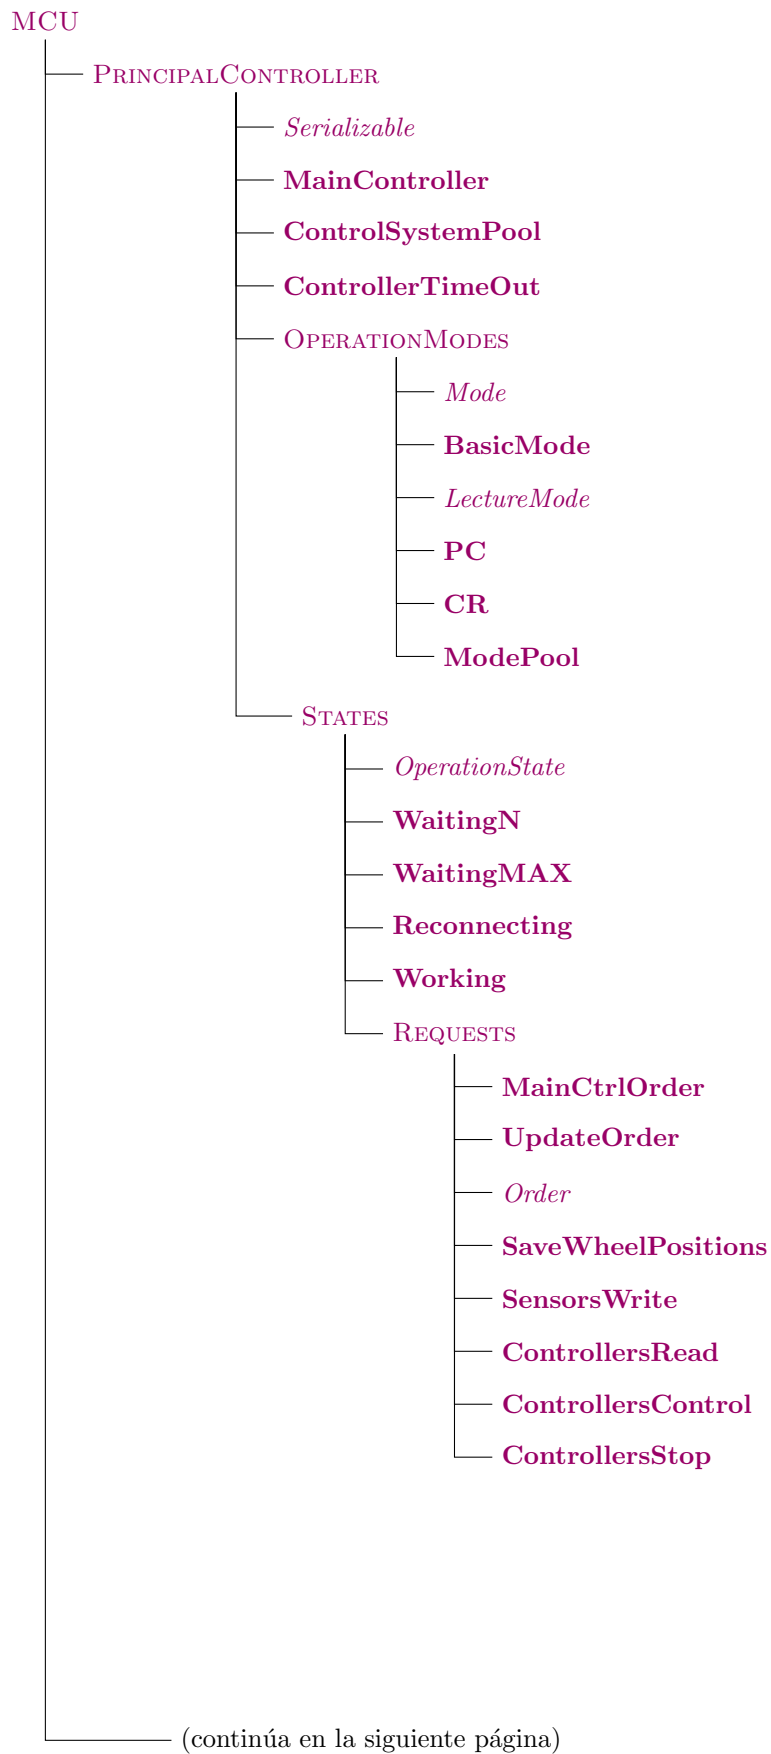 MCU
PrincipalController
Serializable
MainController
ControlSystemPool
ControllerTimeOut
OperationModes
Mode
BasicMode
LectureMode
PC
CR
ModePool
States
OperationState
WaitingN
WaitingMAX
Reconnecting
Working
Requests
MainCtrlOrder
UpdateOrder
Order
SaveWheelPositions
SensorsWrite
ControllersRead
ControllersControl
ControllersStop
(continúa en la siguiente página)